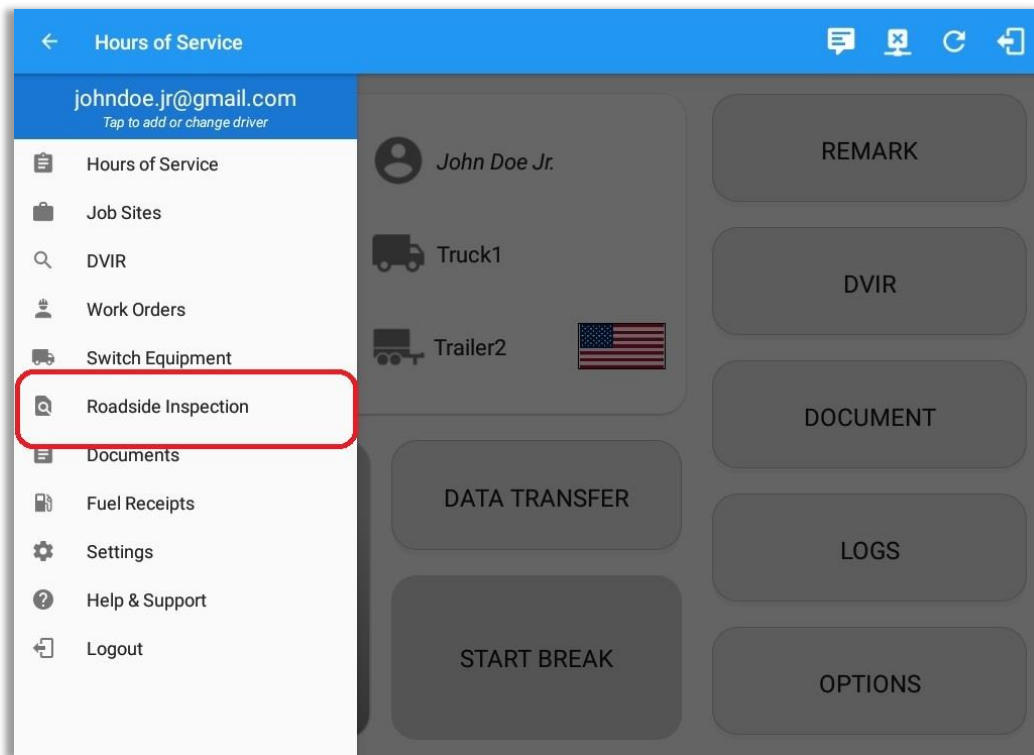 Hours of Service
johndoe.jr@gmail.com
Tap to add or change driver
Hours of Service
Job Sites
DVIR
Work Orders
Switch Equipment
Roadside Inspection
Documents
Fuel Receipts
Settings
Help & Support
Logout
John Doe Jr.
Truck1
Trailer2
DATA TRANSFER
START BREAK
REMARK
DVIR
DOCUMENT
LOGS
OPTIONS